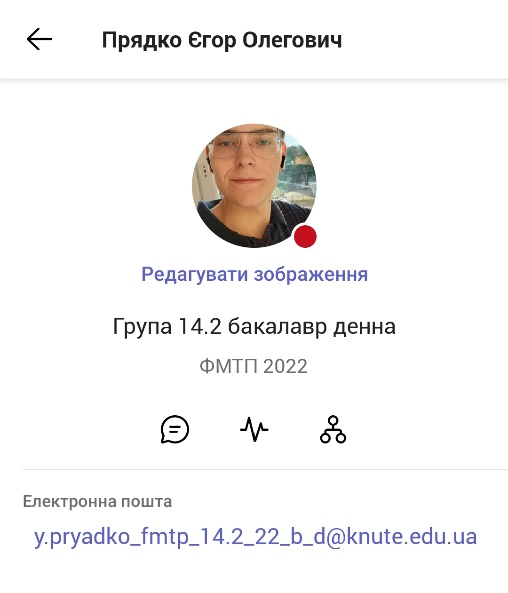 Прядко Єгор Олегович
Редагувати зображення
Група 14.2 бакалавр денна
ФМТП 2022
Електронна пошта
y.pryadko_fmtp_14.2_22_b_d@knute.edu.ua